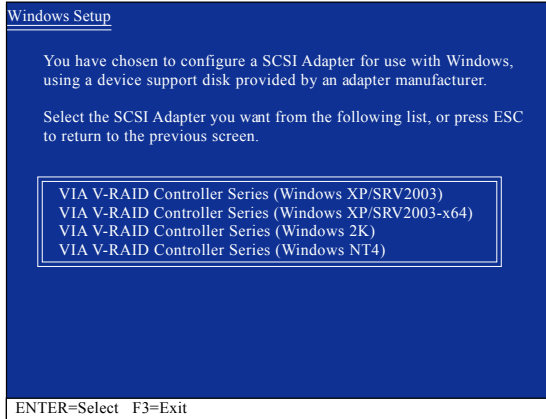 Windows Setup
You have chosen to configure a SCSI Adapter for use with Windows,
using a device support disk provided by an adapter manufacturer.
Select the SCSI Adapter you want from the following list, or press ESC
to return to the previous screen.
VIA V-RAID Controller Series (Windows XP/SRV2003)
VIA V-RAID Controller Series (Windows XP/SRV2003-x64)
VIA V-RAID Controller Series (Windows 2K)
VIA V-RAID Controller Series (Windows NT4)
ENTER=Select F3=Exit